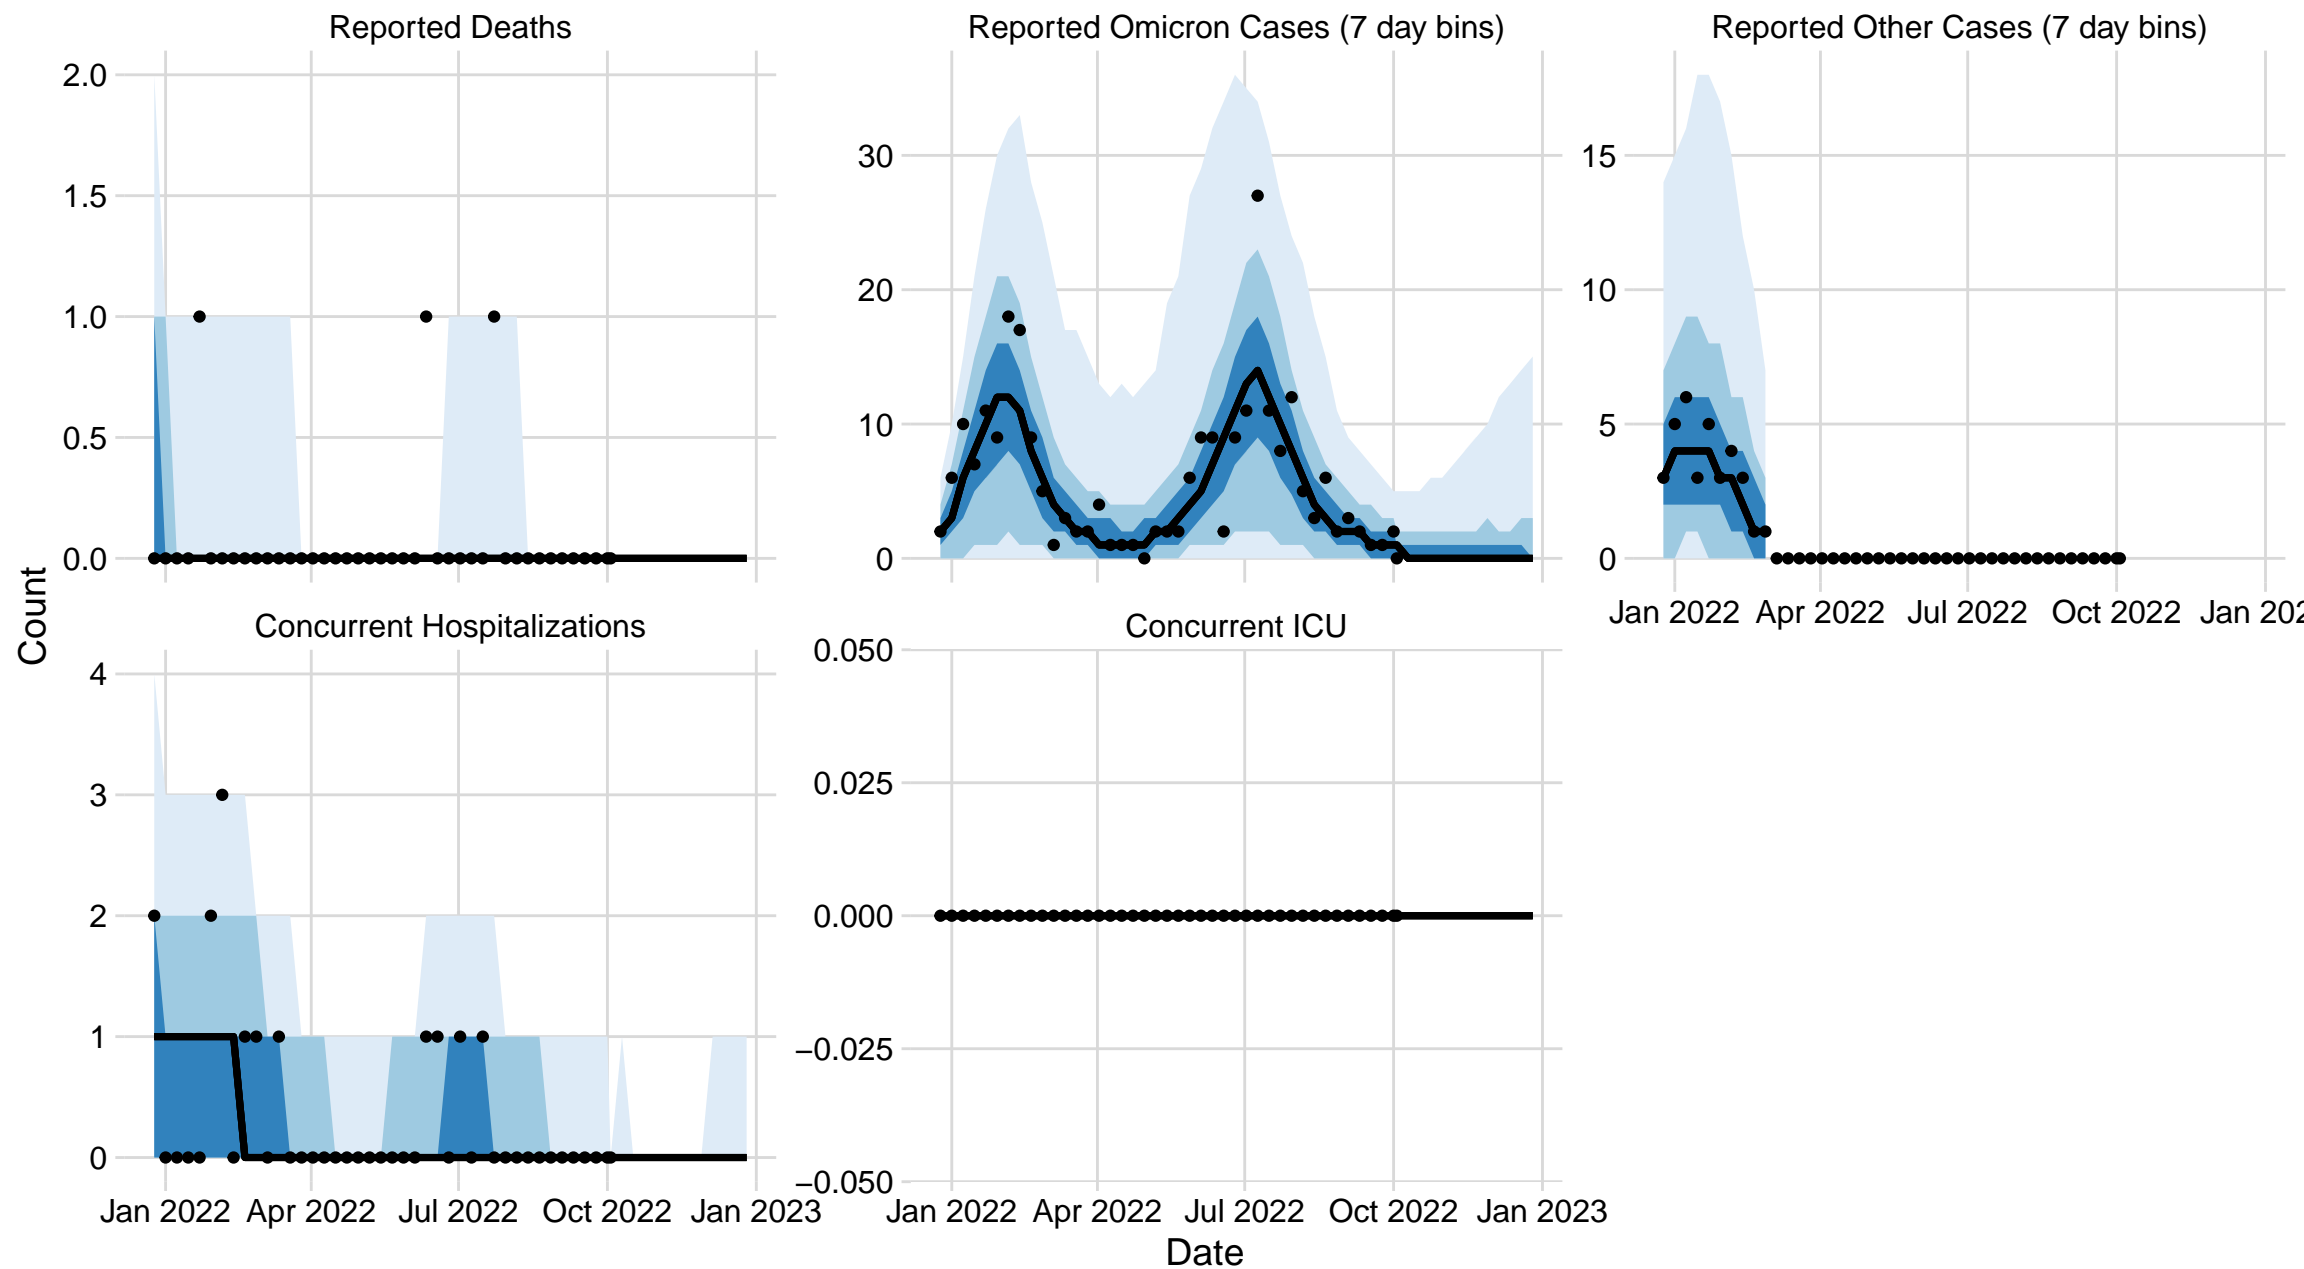 Reported Deaths
Reported Omicron Cases (7 day bins)
Reported Other Cases (7 day bins)
2.0
1.5
1.0
0.5
0.0
30
20
10
0
15
10
5
0
Jan 2022 Apr 2022 Jul 2022 Oct 2022 Jan 202
Count
Concurrent Hospitalizations
Concurrent ICU
4
3
2
1
0
0.050
0.025
0.000
−0.025
−0.050
Jan 2022 Apr 2022 Jul 2022 Oct 2022 Jan 2023
Jan 2022 Apr 2022 Jul 2022 Oct 2022 Jan 2023
Date